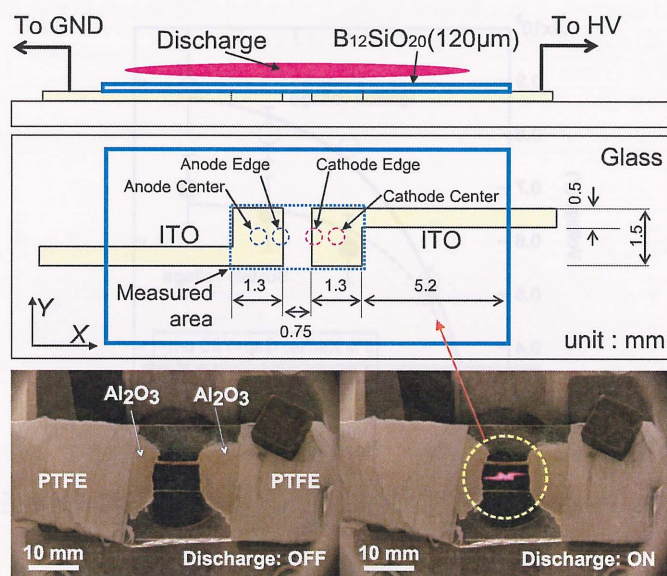 To GND
To HV
Discharge
B₁₂SiO₂₀(120μm)
Glass
Anode Edge
Cathode Edge
Anode Center
Cathode Center
0.5
1.5
ITO
ITO
Measured
area
1.3
1.3
5.2
0.75
Y
X
unit : mm
Al₂O₃
Al₂O₃
PTFE
PTFE
10 mm
Discharge: OFF
10 mm
Discharge: ON